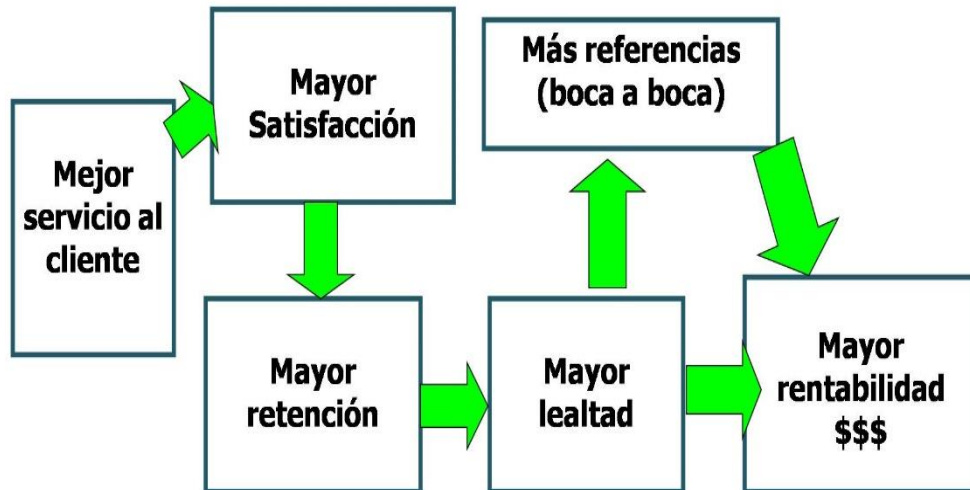 Mejor
servicio al
cliente
Mayor
Satisfacción
Mayor
retención
Mayor
lealtad
Más referencias
(boca a boca)
Mayor
rentabilidad
$$$